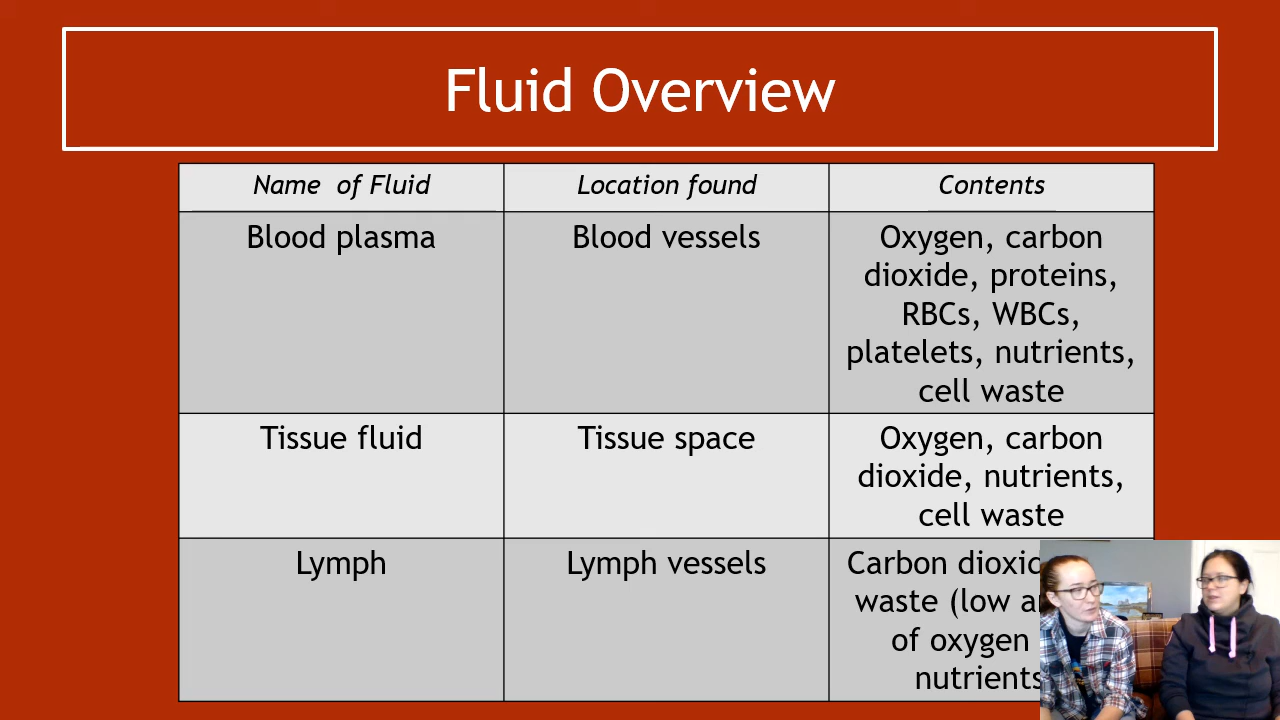 Fluid Overview
Name of Fluid
Location found
Contents
Blood plasma
Blood vessels
Oxygen, carbon
dioxide, proteins,
RBCs, WBCs,
platelets, nutrients,
cell waste
Tissue fluid
Tissue space
Oxygen, carbon
dioxide, nutrients,
cell waste
Lymph
Lymph vessels
Carbon
waste (low
of oxygen
nutrients